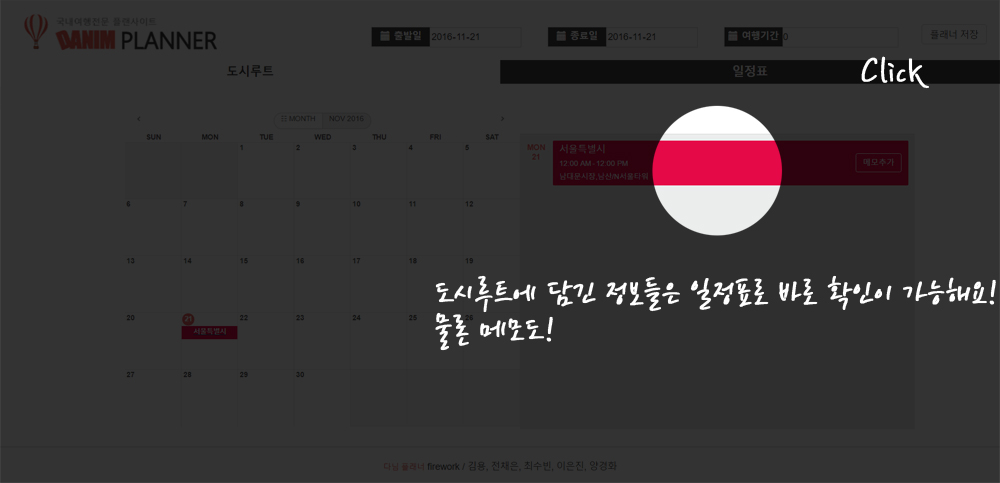 국내여행전문 플랜사이트
DANIM PLANNER
출발일 2016-11-21
종료일 2016-11-21
여행기간 0
플래너 저장
도시루트
일정표
Click
< MONTH NOV 2016 >
SUN MON TUE WED THU FRI SAT
1 2 3 4 5
6 7 8 9 10 11 12
13 14 15 16 17 18 19
20 21 22 23 24 25 26
서울특별시
27 28 29 30
MON
21
서울특별시
12:00 AM - 12:00 PM
남대문시장,남산/N서울타워
메모추가
도시루트에 담긴 정보들은 일정표로 바로 확인이 가능해요!
물론 메모도!
다님 플래너 firework / 김용, 전재은, 최수빈, 이은진, 양경화